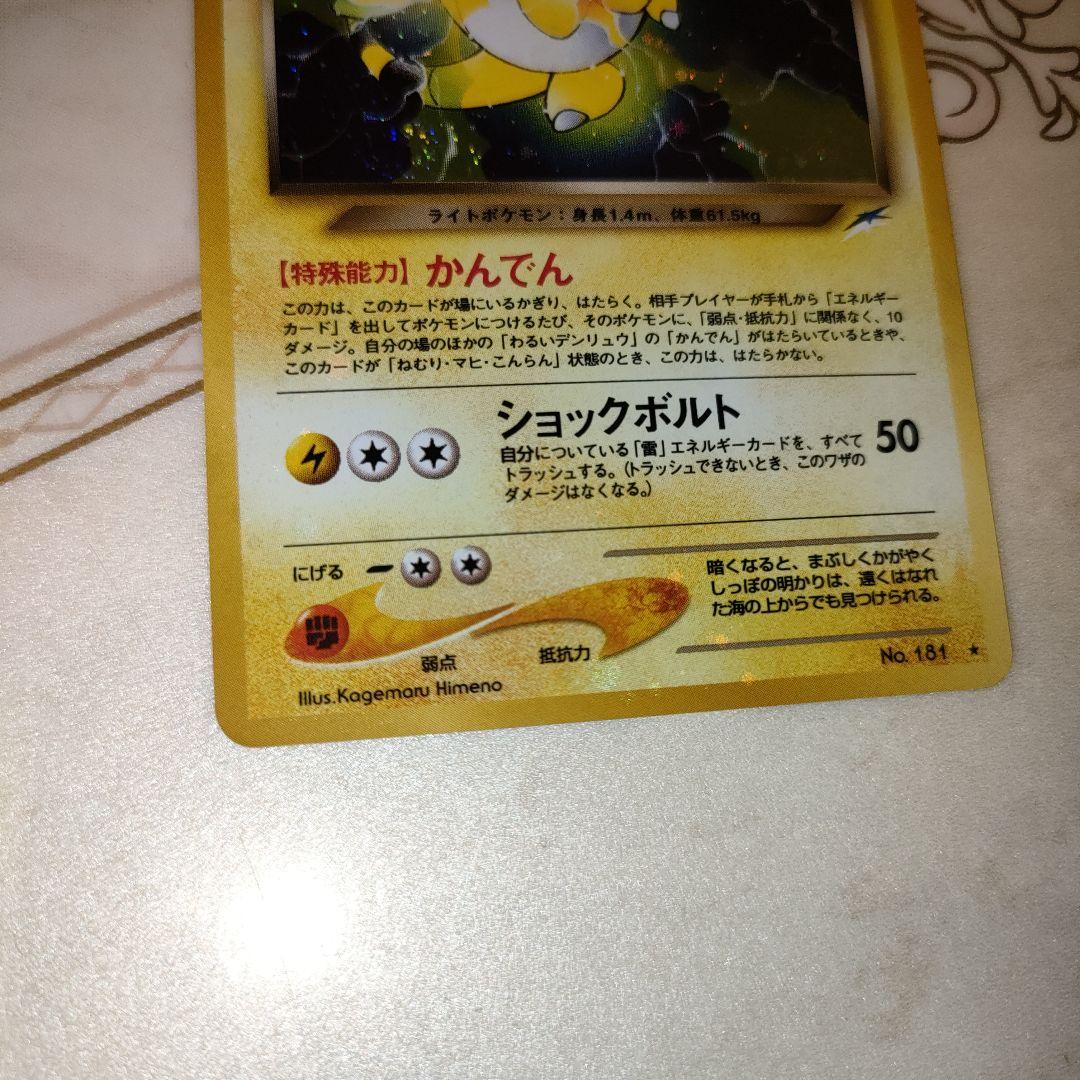 ライトポケモン：身長1.4m、体重61.5kg
【特殊能力】かんでん
この力は、このカードが場にいるかぎり、はたらく。相手プレイヤーが手札から「エネルギー
カード」を出してポケモンにつけるたび、そのポケモンに、「弱点・抵抗力」に関係なく、10
ダメージ。自分の場のほかの「わるいデンリュウ」の「かんでん」がはたらいているときや、
このカードが「ねむり・マヒ・こんらん」状態のとき、この力は、はたらかない。
ショックボルト
自分についている「雷」エネルギーカードを、すべて
トラッシュする。（トラッシュできないとき、このワザの
ダメージはなくなる。）
50
にげる
暗くなると、まぶしくかがやく
しっぽの明かりは、遠くはなれ
た海の上からでも見つけられる。
弱点
抵抗力
No. 181 ★
Illus.Kagemaru Himeno